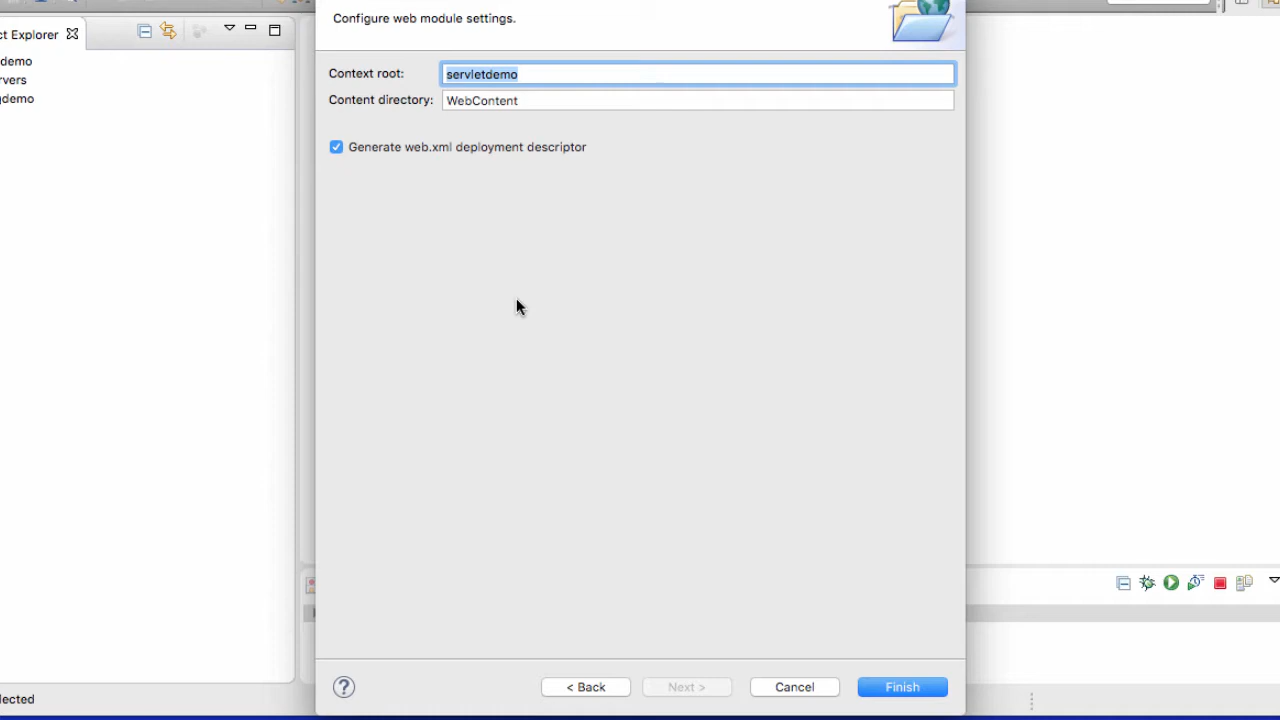 Configure web module settings.
ct Explorer
demo
rvers
gdemo
Context root: servletdemo
Content directory: WebContent
Generate web.xml deployment descriptor
? < Back Next > Cancel Finish
lected